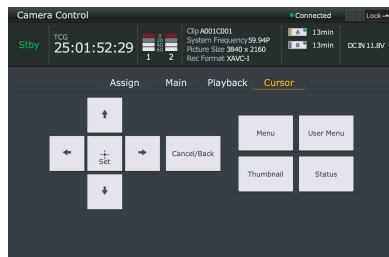 Camera Control
Connected
Lock
Stby
TCG
25:01:52:29
1 2
Clip A001C001
System Frequency 59.94P
Picture Size 3840 x 2160
Rec Format XAVC-I
A 13min
B 13min
DC IN 11.8V
Assign Main Playback Cursor
Set
Cancel/Back
Menu
User Menu
Thumbnail
Status